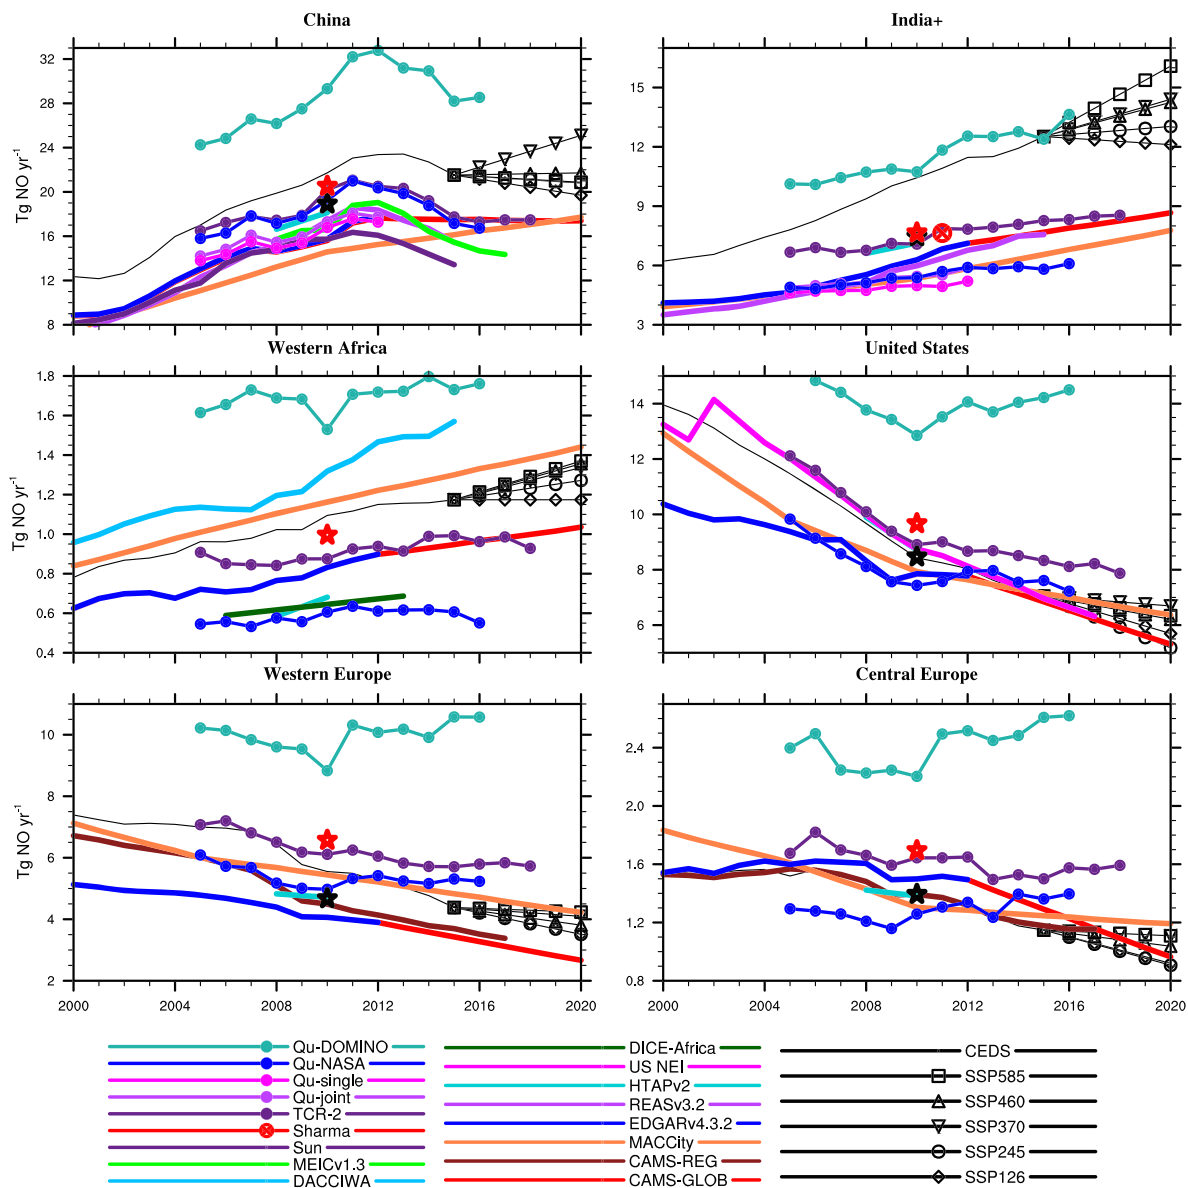 China
India+
Tg NO yr-1
32
28
24
20
16
12
8
15
12
9
6
3
Western Africa
United States
Tg NO yr-1
1.8
1.6
1.4
1.2
1.0
0.8
0.6
0.4
14
12
10
8
6
Western Europe
Central Europe
Tg NO yr-1
10
8
6
4
2
2.4
2.0
1.6
1.2
0.8
2000 2004 2008 2012 2016 2020
2000 2004 2008 2012 2016 2020
Qu-DOMINO
Qu-NASA
Qu-single
Qu-joint
TCR-2
Sharma
Sun
MEICv1.3
DACCIWA
DICE-Africa
US NEI
HTAPv2
REASv3.2
EDGARv4.3.2
MACCity
CAMS-REG
CAMS-GLOB
CEDS
SSP585
SSP460
SSP370
SSP245
SSP126